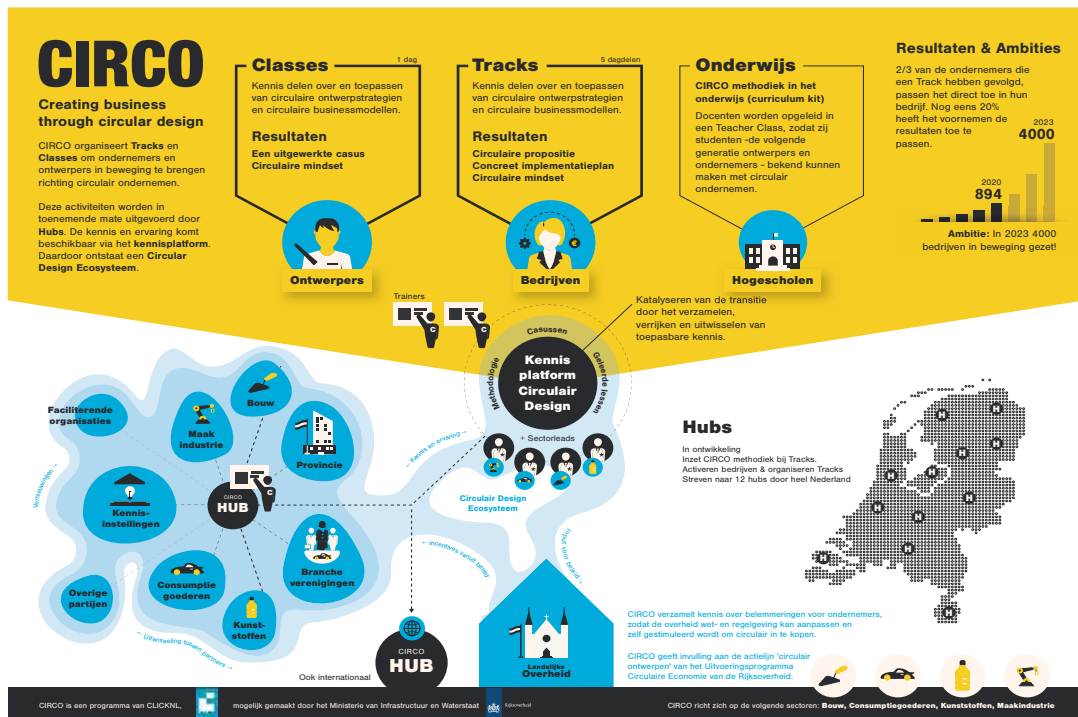 CIRCO
Creating business
through circular design
CIRCO organiseert Tracks en
Classes om ondernemers en
ontwerpers in beweging te brengen
richting circulair ondernemen.
Deze activiteiten worden in
toenemende mate uitgevoerd door
Hubs. De kennis en ervaring komt
beschikbaar via het kennisplatform.
Daardoor ontstaat een Circular
Design Ecosysteem.
Classes
1 dag
Kennis delen over en toepassen
van circulaire ontwerpstrategien
en circulaire businessmodellen.
Resultaten
Een uitgewerkte casus
Circulaire mindset
Ontwerpers
Tracks
5 dagdelen
Kennis delen over en toepassen
van circulaire ontwerpstrategien
en circulaire businessmodellen.
Resultaten
Circulaire propositie
Concreet implementatieplan
Circulaire mindset
€
Bedrijven
Onderwijs
CIRCO methodiek in het
onderwijs (curriculum kit)
Docenten worden opgeleid in
een Teacher Class, zodat zij
studenten -de volgende
generatie ontwerpers en
ondernemers - bekend kunnen
maken met circulair
ondernemen.
Hogescholen
Resultaten & Ambities
2/3 van de ondernemers die
een Track hebben gevolgd,
passen het direct toe in hun
bedrijf. Nog eens 20%
heeft het voornemen de
resultaten toe te
passen.
2023
4000
2020
894
Ambitie: In 2023 4000
bedrijven in beweging gezet!
Trainers
C
C
Katalyseren van de transitie
door het verzamelen,
verrijken en uitwisselen van
toepasbare kennis.
Casussen
Methodologie
Geleerde lessen
Kennis
platform
Circulair
Design
+ Sectorleads
← Kennis en ervaring →
Circulair Design
Ecosysteem
← Incentives vanuit beleid
Input voor beleid →
Faciliterende
organisaties
Maak
industrie
Bouw
Provincie
Vernieuwingen →
Kennis-
instellingen
C
CIRCO
HUB
Branche
verenigingen
Consumptie
goederen
Overige
partijen
Kunst-
stoffen
← Uitwisseling tussen partners →
CIRCO
HUB
Ook internationaal
Landelijke
Overheid
Hubs
In ontwikkeling
Inzet CIRCO methodiek bij Tracks.
Activeren bedrijven & organiseren Tracks
Streven naar 12 hubs door heel Nederland
H
H
H
H
H
H
H
H
H
H
H
H
CIRCO verzamelt kennis over belemmeringen voor ondernemers,
zodat de overheid wet- en regelgeving kan aanpassen en
zelf gestimuleerd wordt om circulair in te kopen.
CIRCO geeft invulling aan de actielijn 'circulair
ontwerpen' van het Uitvoeringsprogramma
Circulaire Economie van de Rijksoverheid.
CIRCO is een programma van CLICKNL,
mogelijk gemaakt door het Ministerie van Infrastructuur en Waterstaat
Rijksoverheid
CIRCO richt zich op de volgende sectoren: Bouw, Consumptiegoederen, Kunststoffen, Maakindustrie